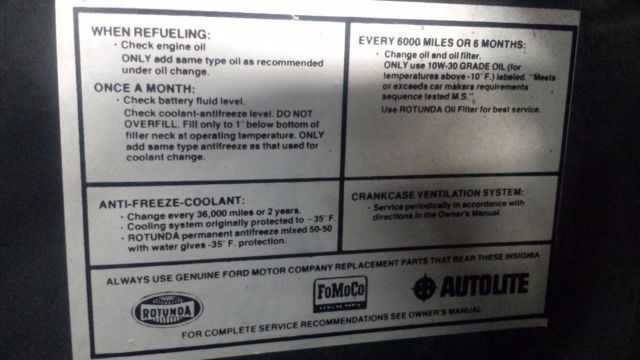 WHEN REFUELING:
· Check engine oil
ONLY add same type oil as recommended
under oil change.
ONCE A MONTH:
· Check battery fluid level.
Check coolant-antifreeze level. DO NOT
OVERFILL. Fill only to 1" below bottom of
filler neck at operating temperature. ONLY
add same type antifreeze as that used for
coolant change.
EVERY 6000 MILES OR 6 MONTHS:
· Change oil and oil filter.
ONLY use 10W-30 GRADE OIL (for
temperatures above -10° F.) labeled. "Meets
or exceeds car makers requirements
sequence tested M.S."
Use ROTUNDA Oil Filter for best service.
ANTI-FREEZE-COOLANT:
· Change every 36,000 miles or 2 years.
· Cooling system originally protected to -35° F.
· ROTUNDA permanent antifreeze mixed 50-50
with water gives -35° F. protection.
CRANKCASE VENTILATION SYSTEM:
· Service periodically in accordance with
directions in the Owner's Manual.
ALWAYS USE GENUINE FORD MOTOR COMPANY REPLACEMENT PARTS THAT BEAR THESE INSIGNIA
ROTUNDA
FoMoCo
GENUINE PARTS
AUTOLITE
FOR COMPLETE SERVICE RECOMMENDATIONS SEE OWNER'S MANUAL